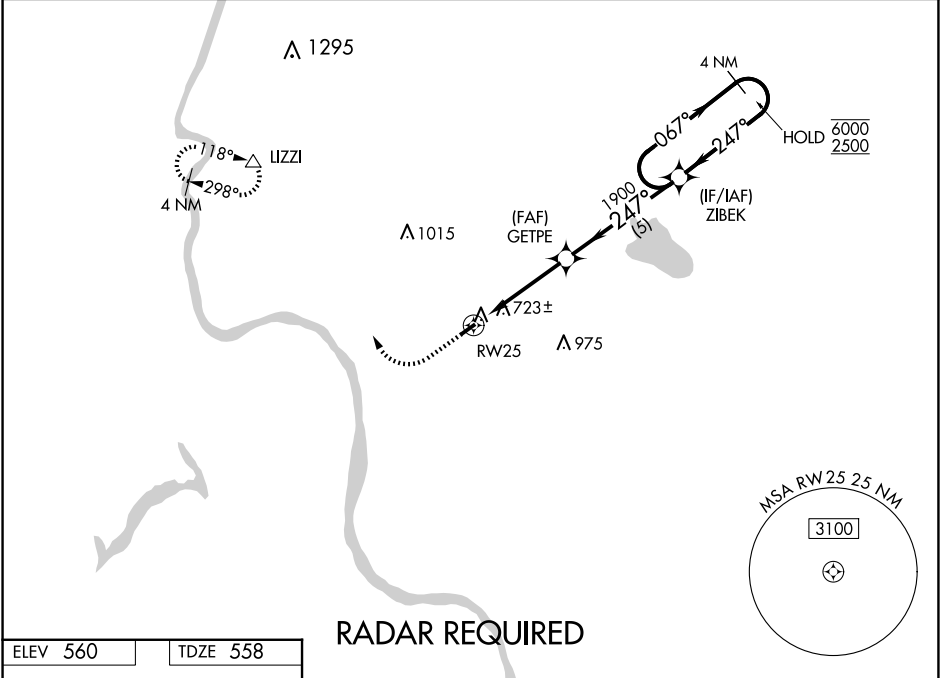 1295
4 NM
067°
247°
HOLD 6000
2500
118°
LIZZI
298°
4 NM
(IF/IAF)
ZIBEK
1900
247°
(5)
(FAF)
GETPE
1015
723±
RW25
975
MSA RW25 25 NM
3100
RADAR REQUIRED
ELEV 560
TDZE 558